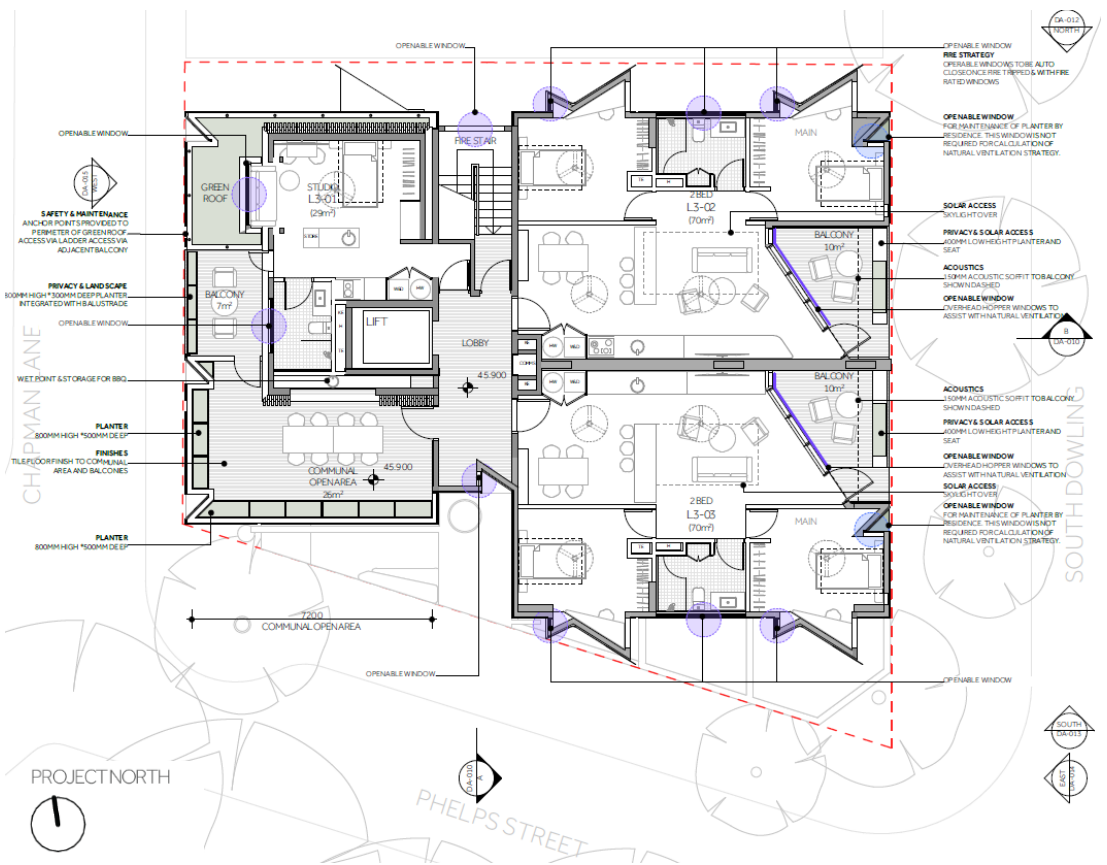 DA-012
NORTH
OPENABLE WINDOW
OPENABLE WINDOW
FIRE STRATEGY
OPERABLE WINDOWS TO BE AUTO
CLOSE ONCE FIRE TRIPPED & WITH FIRE
RATED WINDOWS
OPENABLE WINDOW
FOR MAINTENANCE OF PLANTER BY
RESIDENCE. THIS WINDOW IS NOT
REQUIRED FOR CALCULATION OF
NATURAL VENTILATION STRATEGY.
OPENABLE WINDOW
FIRE STAIR
MAIN
DA-015
WEST
GREEN
ROOF
STUDIO
L3-01
(29m²)
STORE
2 BED
L3-02
(70m²)
SAFETY & MAINTENANCE
ANCHOR POINTS PROVIDED TO
PERIMETER OF GREEN ROOF
ACCESS VIA LADDER ACCESS VIA
ADJACENT BALCONY
SOLAR ACCESS
SKYLIGHT OVER
PRIVACY & SOLAR ACCESS
400MM LOW HEIGHT PLANTER AND
SEAT
BALCONY
10m²
ACOUSTICS
150MM ACOUSTIC SOFFIT TO BALCONY
SHOWN DASHED
PRIVACY & LANDSCAPE
300MM DEEP PLANTER
INTEGRATED WITH BALUSTRADE
BALCONY
7m²
OPENABLE WINDOW
OVERHEAD HOPPER WINDOWS TO
ASSIST WITH NATURAL VENTILATION
OPENABLE WINDOW
LIFT
LOBBY
B
DA-010
CHAPMAN LANE
SOUTH DOWLING
WET POINT & STORAGE FOR BBQ
45.900
COMMS
BALCONY
10m²
ACOUSTICS
150MM ACOUSTIC SOFFIT TO BALCONY
SHOWN DASHED
PRIVACY & SOLAR ACCESS
400MM LOW HEIGHT PLANTER AND
SEAT
PLANTER
800MM HIGH *500MM DEEP
FINISHES
TILE FLOOR FINISH TO COMMUNAL
AREA AND BALCONIES
COMMUNAL
OPEN AREA
26m²
45.900
OPENABLE WINDOW
OVERHEAD HOPPER WINDOWS TO
ASSIST WITH NATURAL VENTILATION
SOLAR ACCESS
SKYLIGHT OVER
2 BED
L3-03
(70m²)
MAIN
OPENABLE WINDOW
FOR MAINTENANCE OF PLANTER BY
RESIDENCE. THIS WINDOW IS NOT
REQUIRED FOR CALCULATION OF
NATURAL VENTILATION STRATEGY.
PLANTER
800MM HIGH *500MM DEEP
7200
COMMUNAL OPEN AREA
OPENABLE WINDOW
OPENABLE WINDOW
SOUTH
DA-013
EAST
DA-014
DA-010
A
PROJECT NORTH
PHELPS STREET